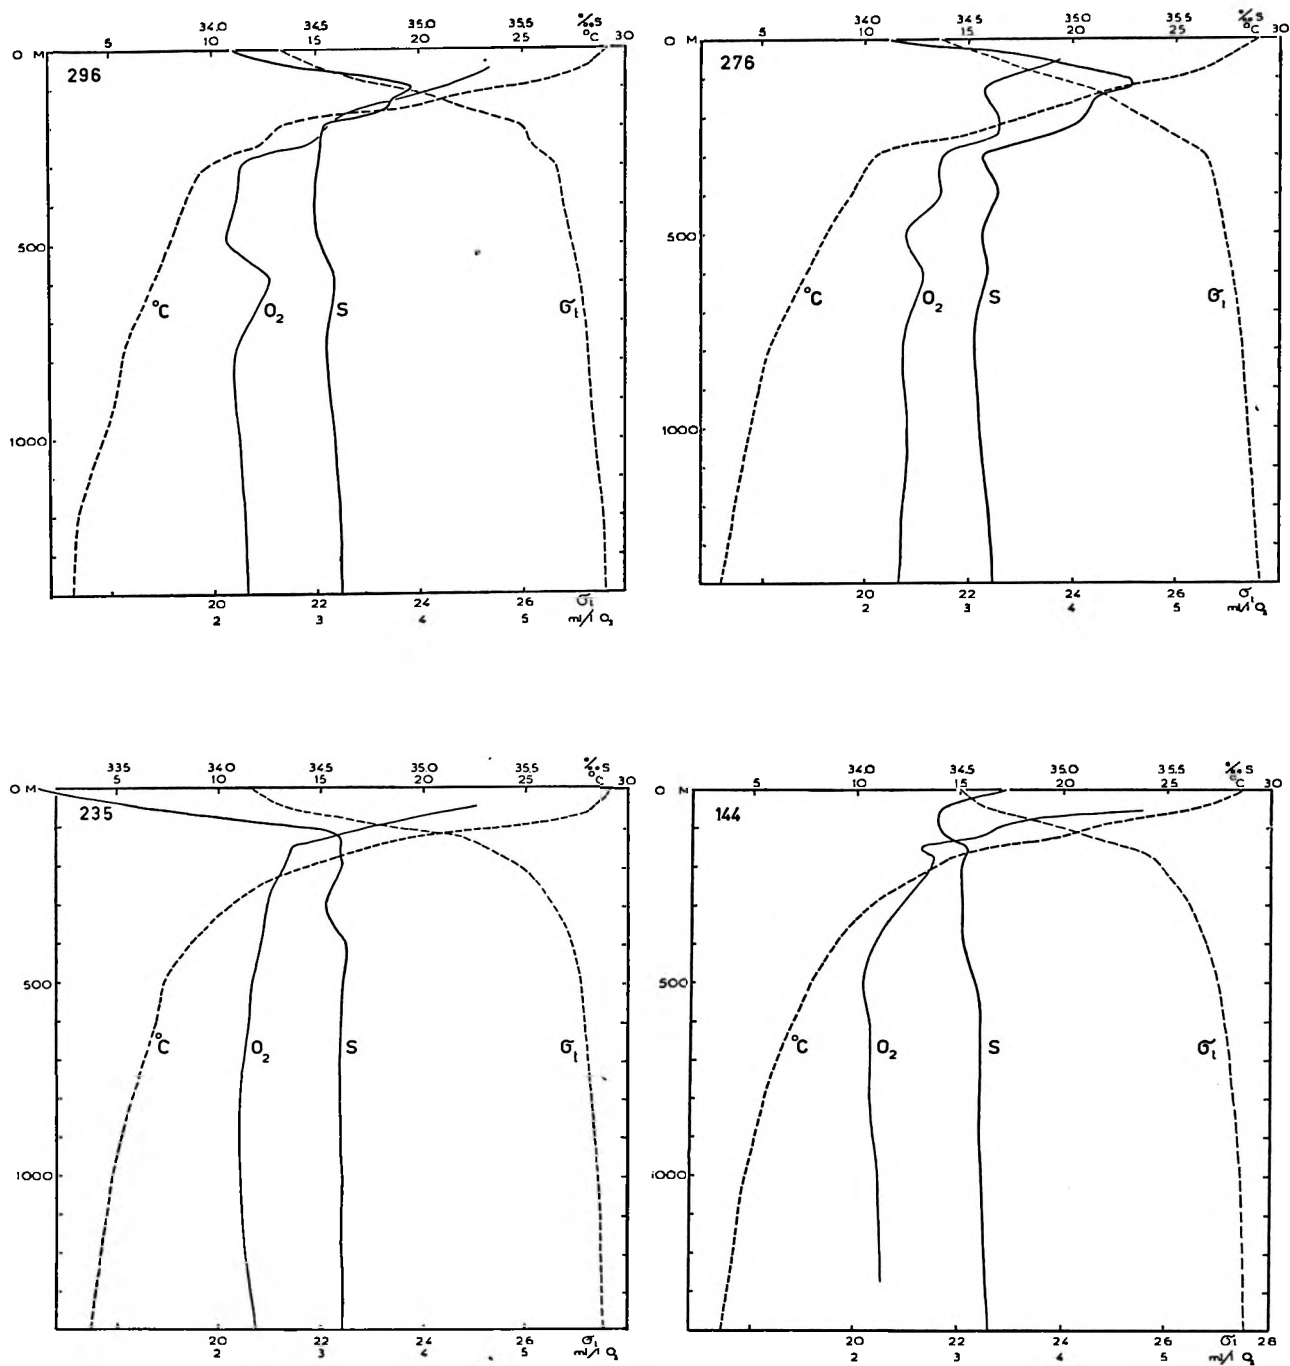 34.0 34.5 35.0 35.5 ‰ S
5 10 15 20 25 °C 30
0 M
296
500
°C O₂ S σt
1000
20 22 24 26 σt
2 3 4 5 ml/l O₂
34.0 34.5 35.0 35.5 ‰ S
5 10 15 20 25 °C 30
0 M
276
500
°C O₂ S σt
1000
20 22 24 26 σt
2 3 4 5 ml/l O₂
33.5 34.0 34.5 35.0 35.5 ‰ S
5 10 15 20 25 °C 30
0 M
235
500
°C O₂ S σt
1000
20 22 24 26 σt
2 3 4 5 ml/l O₂
34.0 34.5 35.0 35.5 ‰ S
5 10 15 20 25 °C 30
0 M
144
500
°C O₂ S σt
1000
20 22 24 26 σt 28
2 3 4 5 ml/l O₂